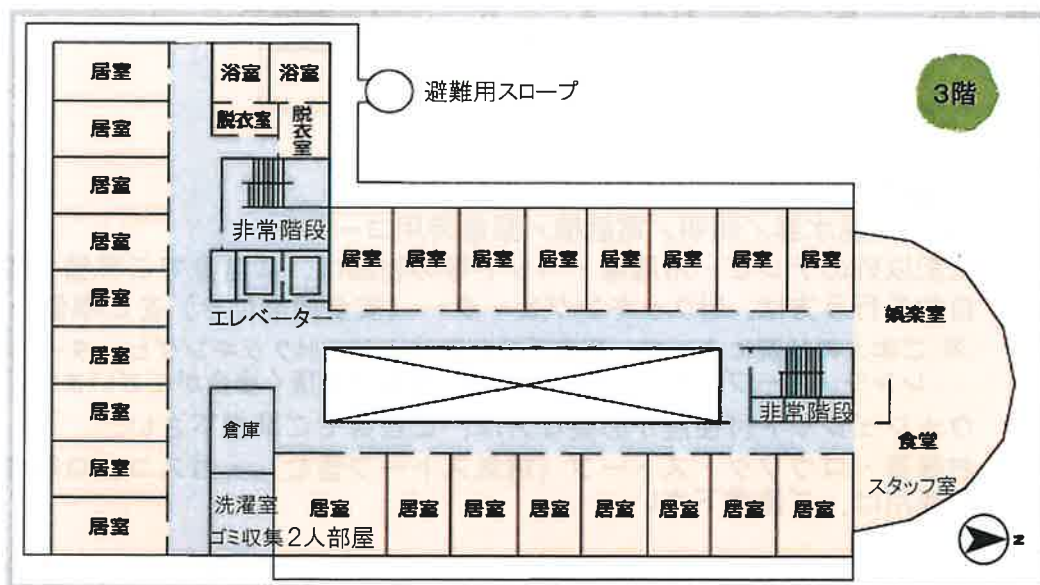 3階
避難用スロープ
居室
居室
居室
居室
居室
居室
居室
居室
居室
浴室
浴室
脱衣室
脱衣室
非常階段
エレベーター
居室
居室
居室
居室
居室
居室
居室
居室
娯楽室
非常階段
食堂
スタッフ室
倉庫
洗濯室
ゴミ収集
居室
2人部屋
居室
居室
居室
居室
居室
居室
居室
N